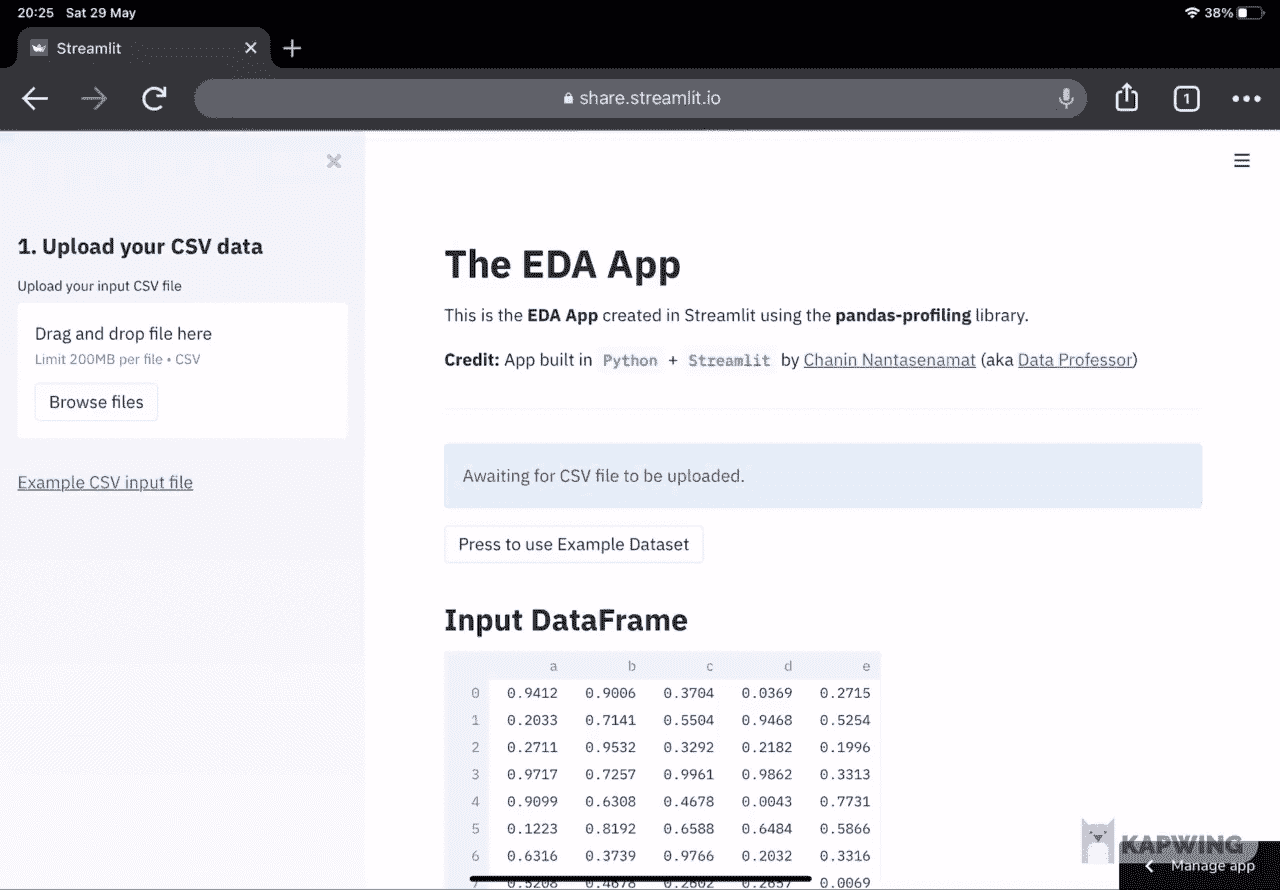 20:25 Sat 29 May
38%
Streamlit
share.streamlit.io
1
1. Upload your CSV data
Upload your input CSV file
Drag and drop file here
Limit 200MB per file • CSV
Browse files
Example CSV input file
The EDA App
This is the EDA App created in Streamlit using the pandas-profiling library.
Credit: App built in Python + Streamlit by Chanin Nantasenamat (aka Data Professor)
Awaiting for CSV file to be uploaded.
Press to use Example Dataset
Input DataFrame
a b c d e
0 0.9412 0.9006 0.3704 0.0369 0.2715
1 0.2033 0.7141 0.5504 0.9468 0.5254
2 0.2711 0.9532 0.3292 0.2182 0.1996
3 0.9717 0.7257 0.9961 0.9862 0.3313
4 0.9099 0.6308 0.4678 0.0043 0.7731
5 0.1223 0.8192 0.6588 0.6484 0.5866
6 0.6316 0.3739 0.9766 0.2032 0.3316
0.0069
KAPWING
Manage app